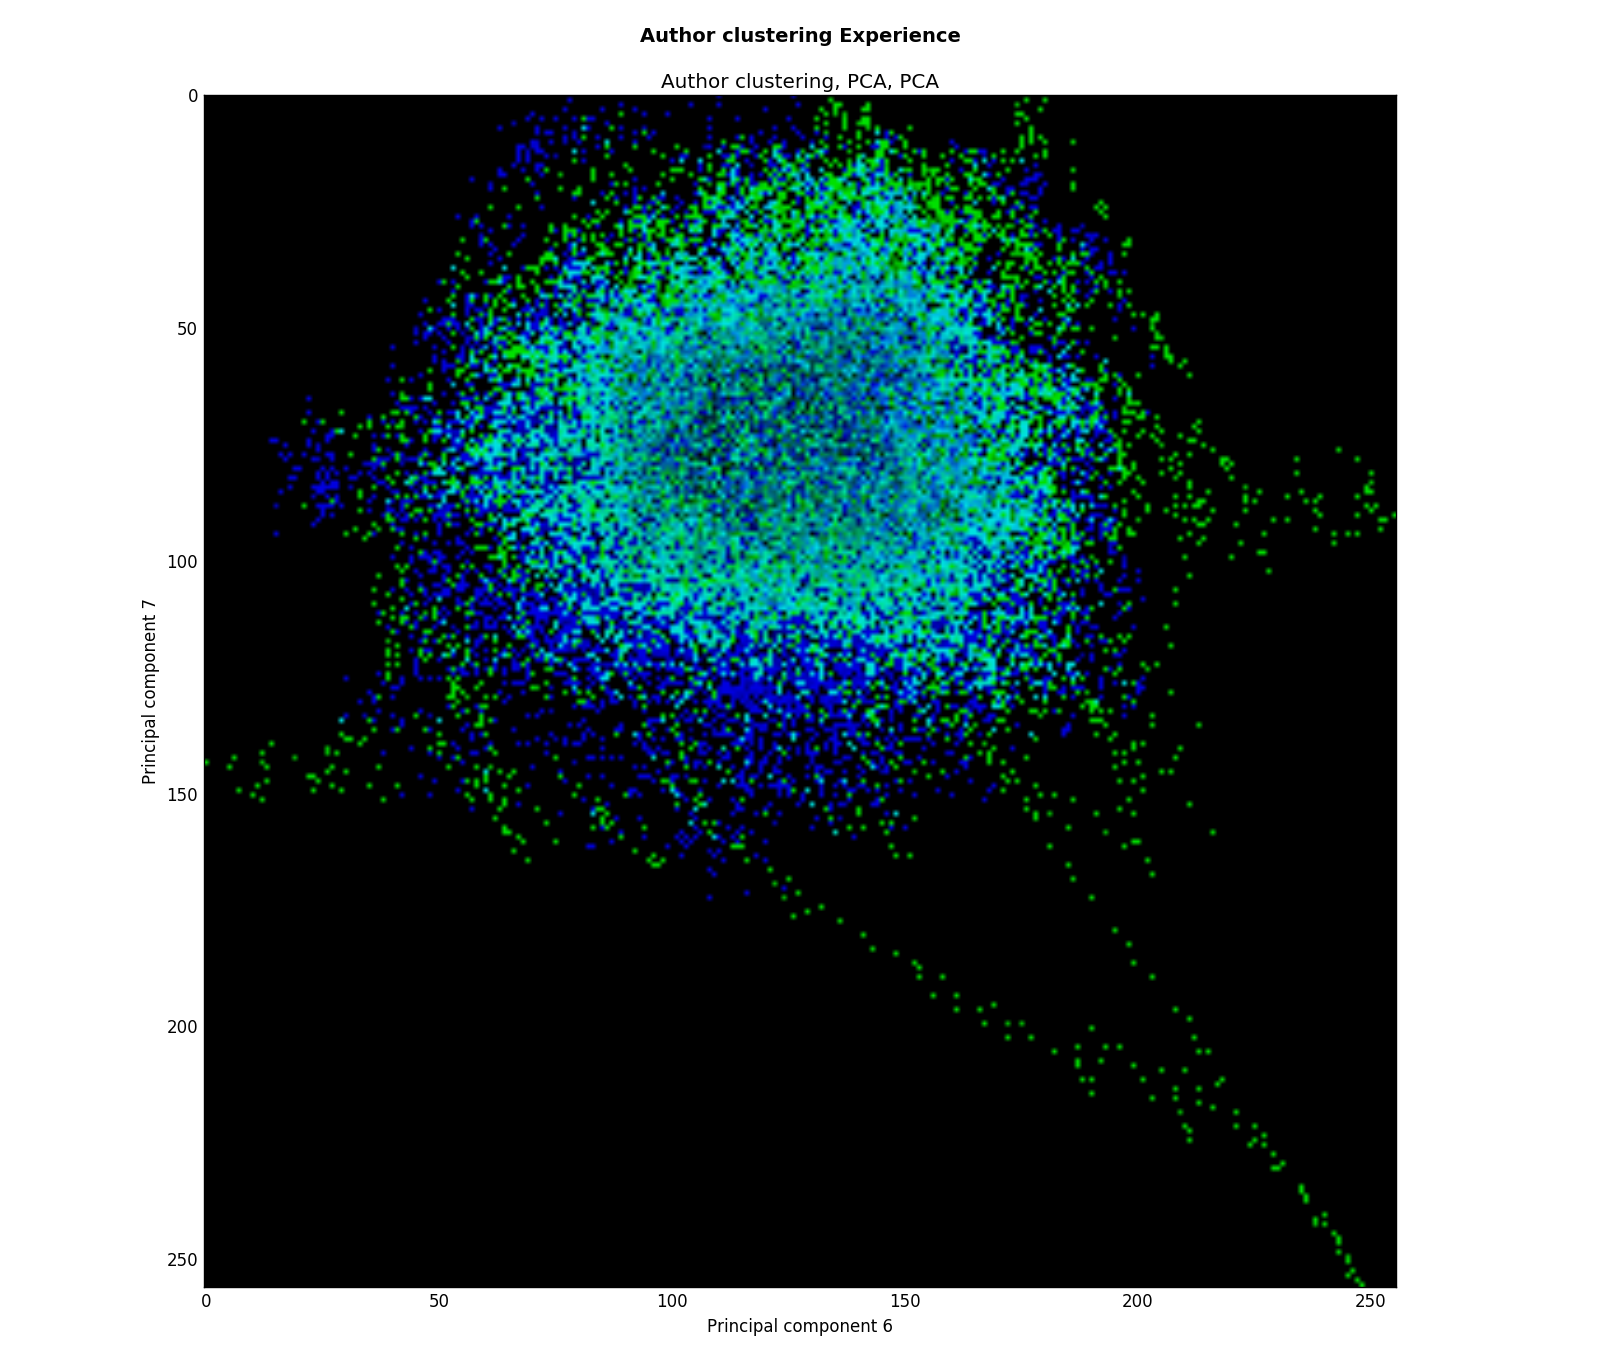 Author clustering Experience
Author clustering, PCA, PCA
0
50
100
150
200
250
Principal component 7
0 50 100 150 200 250
Principal component 6